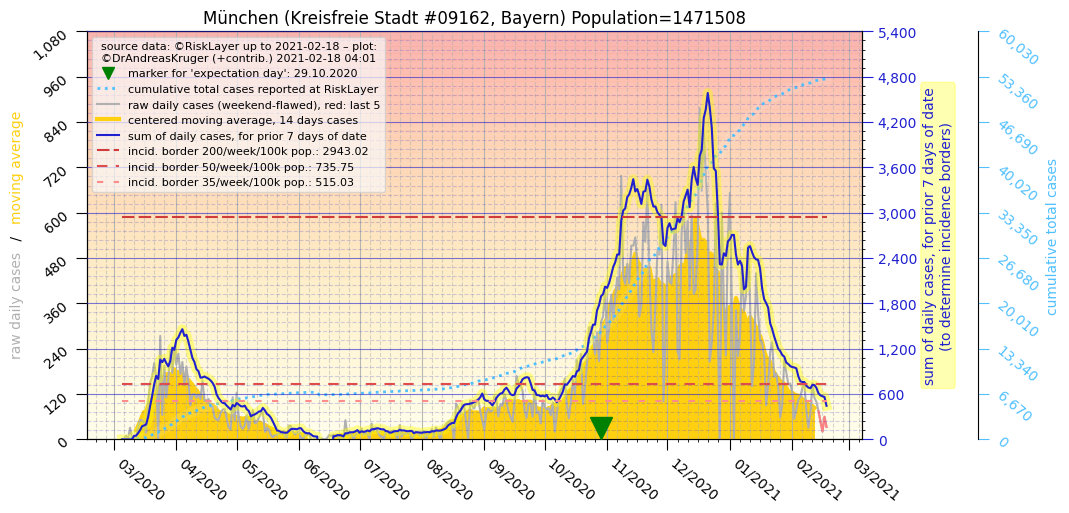 München (Kreisfreie Stadt #09162, Bayern) Population=1471508
source data: ©RiskLayer up to 2021-02-18 – plot:
©DrAndreasKruger (+contrib.) 2021-02-18 04:01
marker for 'expectation day': 29.10.2020
cumulative total cases reported at RiskLayer
raw daily cases (weekend-flawed), red: last 5
centered moving average, 14 days cases
sum of daily cases, for prior 7 days of date
incid. border 200/week/100k pop.: 2943.02
incid. border 50/week/100k pop.: 735.75
incid. border 35/week/100k pop.: 515.03
raw daily cases / moving average
1,080
960
840
720
600
480
360
240
120
0
03/2020
04/2020
05/2020
06/2020
07/2020
08/2020
09/2020
10/2020
11/2020
12/2020
01/2021
02/2021
03/2021
5,400
4,800
4,200
3,600
3,000
2,400
1,800
1,200
600
0
sum of daily cases, for prior 7 days of date
(to determine incidence borders)
60,030
53,360
46,690
40,020
33,350
26,680
20,010
13,340
6,670
0
cumulative total cases